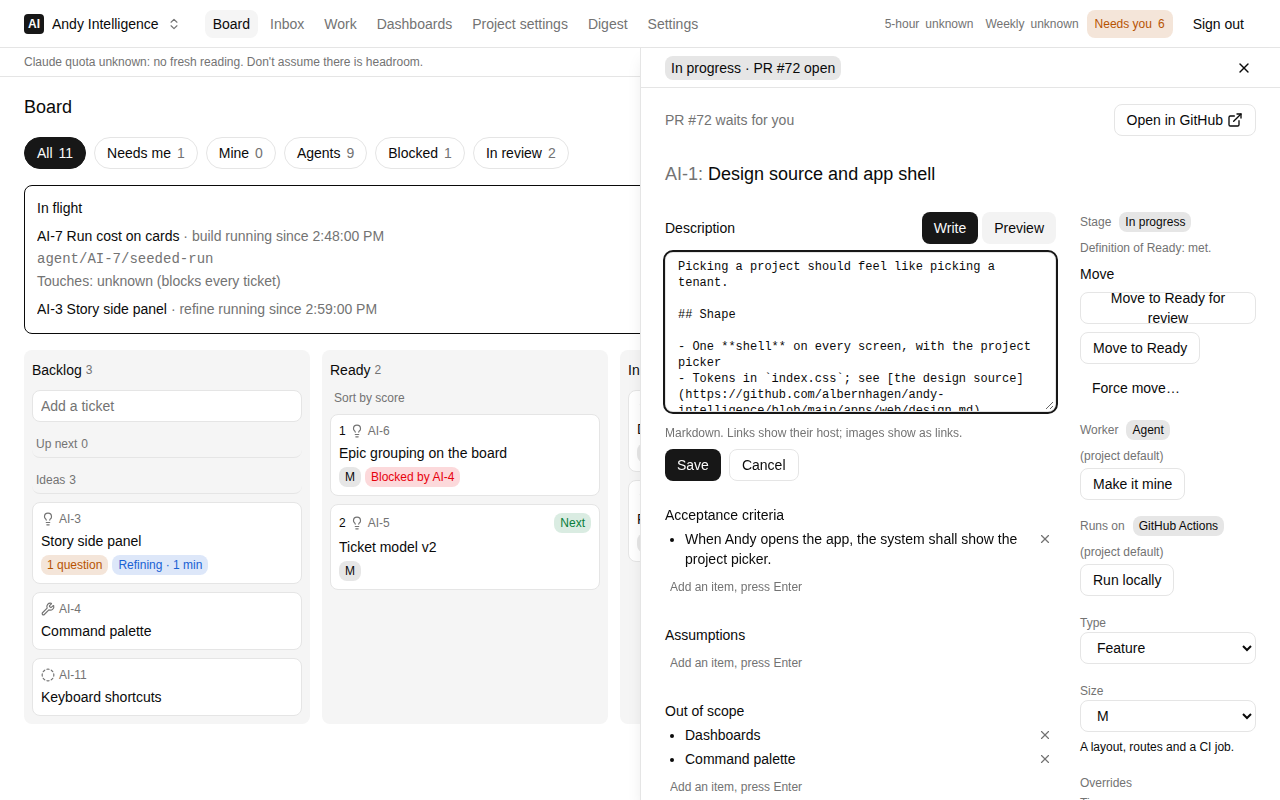 AI Andy Intelligence Board Inbox Work Dashboards Project settings Digest Settings 5-hour unknown Weekly unknown Needs you 6 Sign out
Claude quota unknown: no fresh reading. Don't assume there is headroom.
Board
All 11 Needs me 1 Mine 0 Agents 9 Blocked 1 In review 2
In flight
AI-7 Run cost on cards · build running since 2:48:00 PM
agent/AI-7/seeded-run
Touches: unknown (blocks every ticket)
AI-3 Story side panel · refine running since 2:59:00 PM
Backlog 3
Add a ticket
Up next 0
Ideas 3
AI-3
Story side panel
1 question Refining · 1 min
AI-4
Command palette
AI-11
Keyboard shortcuts
Ready 2
Sort by score
1 AI-6
Epic grouping on the board
M Blocked by AI-4
2 AI-5 Next
Ticket model v2
M
In
In progress · PR #72 open
PR #72 waits for you Open in GitHub
AI-1: Design source and app shell
Description Write Preview
Picking a project should feel like picking a
tenant.
## Shape
- One **shell** on every screen, with the project
picker
- Tokens in `index.css`; see [the design source]
(https://github.com/albernhagen/andy-
intelligence/blob/main/apps/web/design.md)
Markdown. Links show their host; images show as links.
Save Cancel
Acceptance criteria
• When Andy opens the app, the system shall show the
project picker.
Add an item, press Enter
Assumptions
Add an item, press Enter
Out of scope
• Dashboards
• Command palette
Add an item, press Enter
Stage In progress
Definition of Ready: met.
Move
Move to Ready for
review
Move to Ready
Force move…
Worker Agent
(project default)
Make it mine
Runs on GitHub Actions
(project default)
Run locally
Type
Feature
Size
M
A layout, routes and a CI job.
Overrides